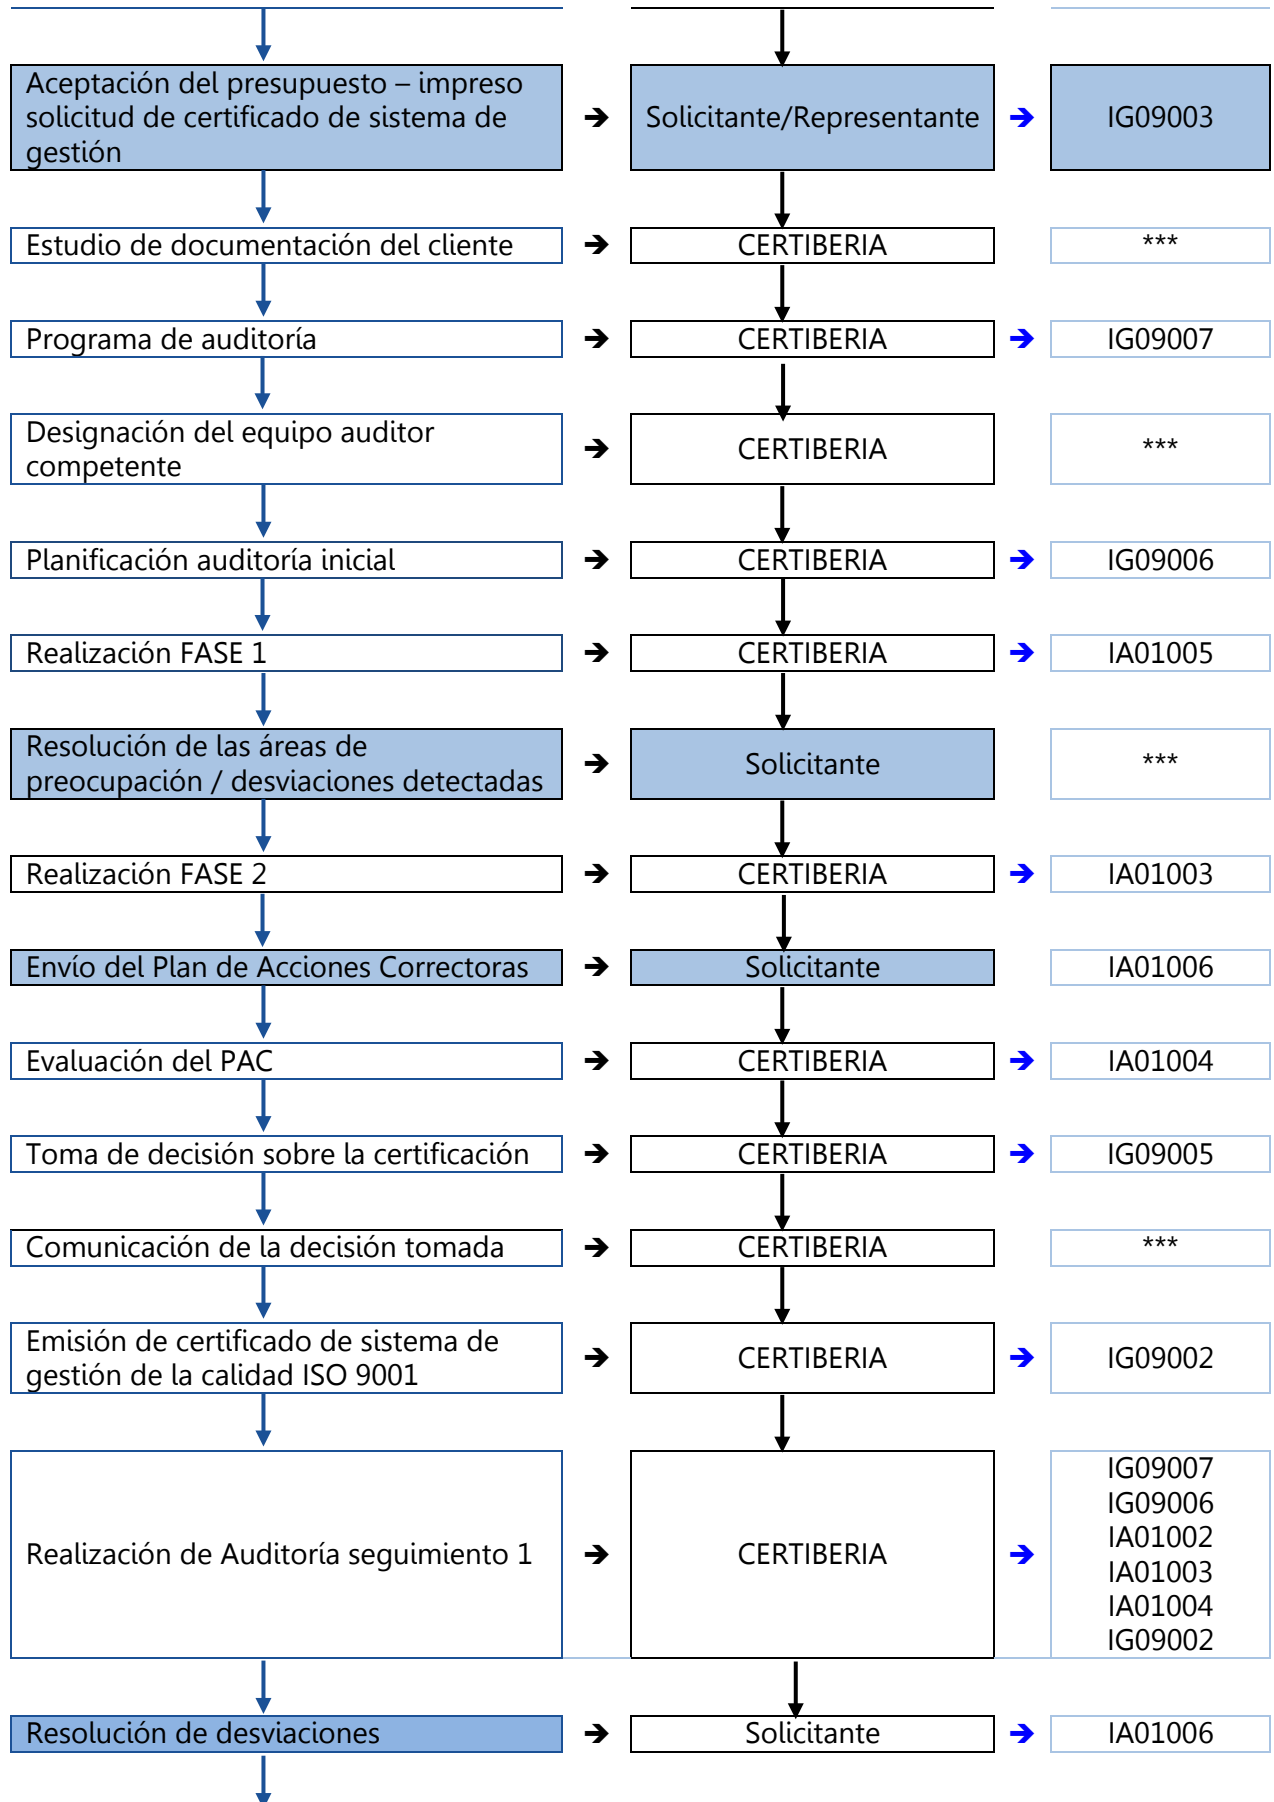 Aceptación del presupuesto – impreso
solicitud de certificado de sistema de
gestión
➔
Solicitante/Representante
➔
IG09003
Estudio de documentación del cliente
➔
CERTIBERIA
***
Programa de auditoría
➔
CERTIBERIA
➔
IG09007
Designación del equipo auditor
competente
➔
CERTIBERIA
***
Planificación auditoría inicial
➔
CERTIBERIA
➔
IG09006
Realización FASE 1
➔
CERTIBERIA
➔
IA01005
Resolución de las áreas de
preocupación / desviaciones detectadas
➔
Solicitante
***
Realización FASE 2
➔
CERTIBERIA
➔
IA01003
Envío del Plan de Acciones Correctoras
➔
Solicitante
IA01006
Evaluación del PAC
➔
CERTIBERIA
➔
IA01004
Toma de decisión sobre la certificación
➔
CERTIBERIA
➔
IG09005
Comunicación de la decisión tomada
➔
CERTIBERIA
***
Emisión de certificado de sistema de
gestión de la calidad ISO 9001
➔
CERTIBERIA
➔
IG09002
Realización de Auditoría seguimiento 1
➔
CERTIBERIA
➔
IG09007
IG09006
IA01002
IA01003
IA01004
IG09002
Resolución de desviaciones
➔
Solicitante
➔
IA01006